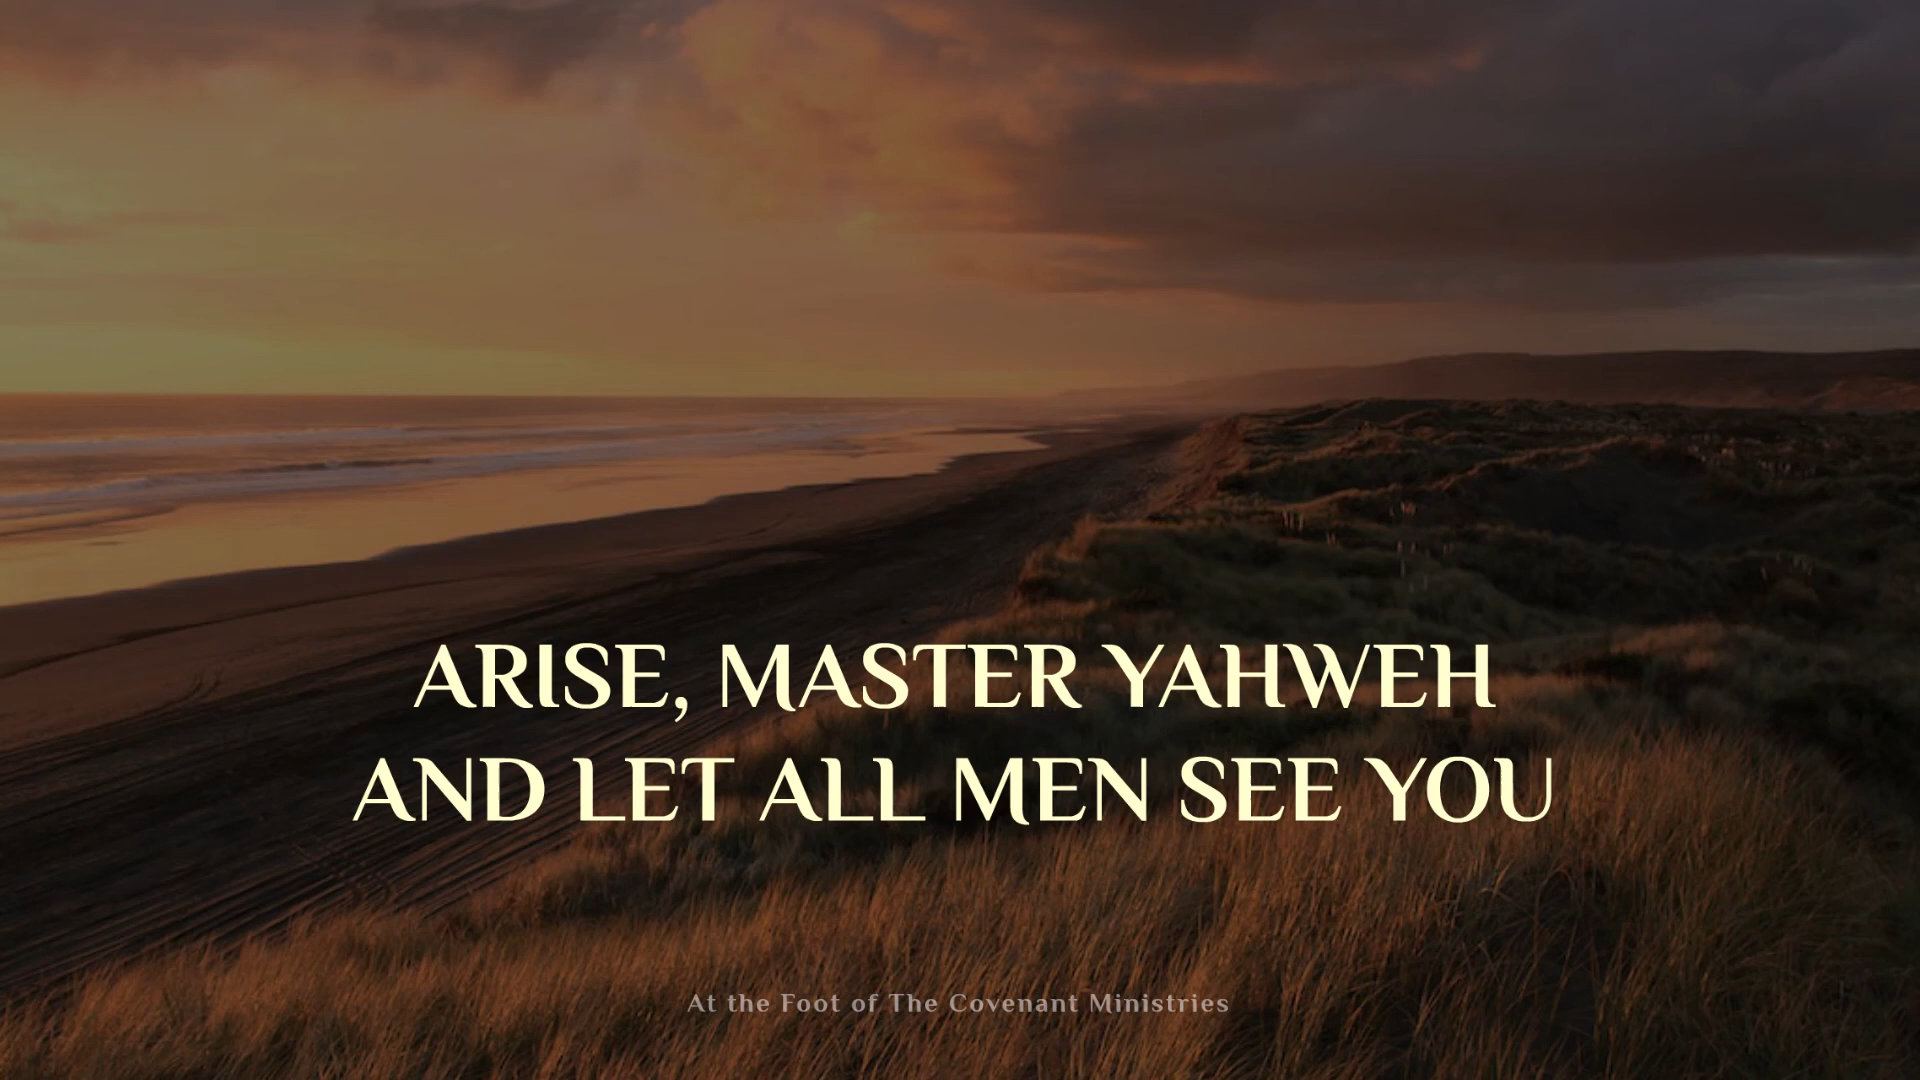 ARISE, MASTER YAHWEH
AND LET ALL MEN SEE YOU
At the Foot of The Covenant Ministries